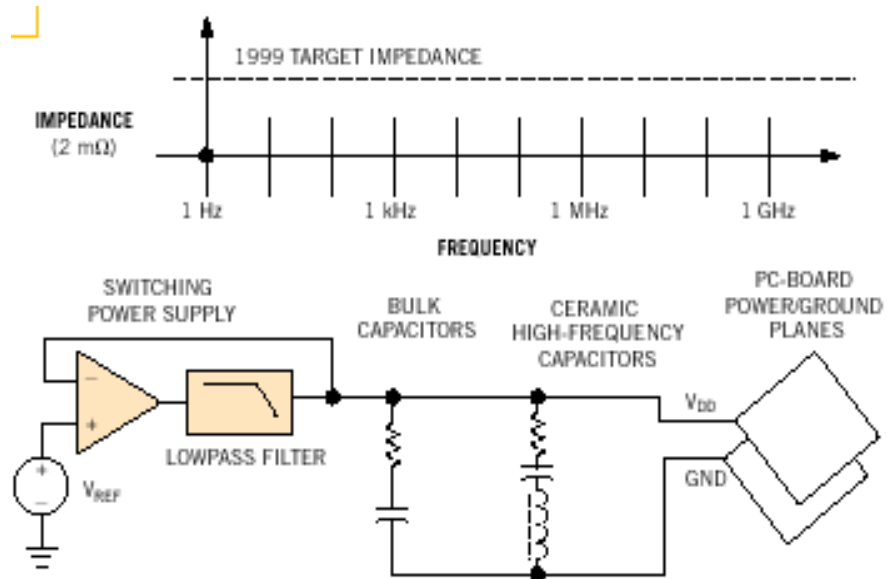 1999 TARGET IMPEDANCE
IMPEDANCE
(2 mΩ)
1 Hz
1 kHz
1 MHz
1 GHz
FREQUENCY
SWITCHING
POWER SUPPLY
BULK
CAPACITORS
CERAMIC
HIGH-FREQUENCY
CAPACITORS
PC-BOARD
POWER/GROUND
PLANES
−
+
LOWPASS FILTER
VDD
GND
+
−
VREF